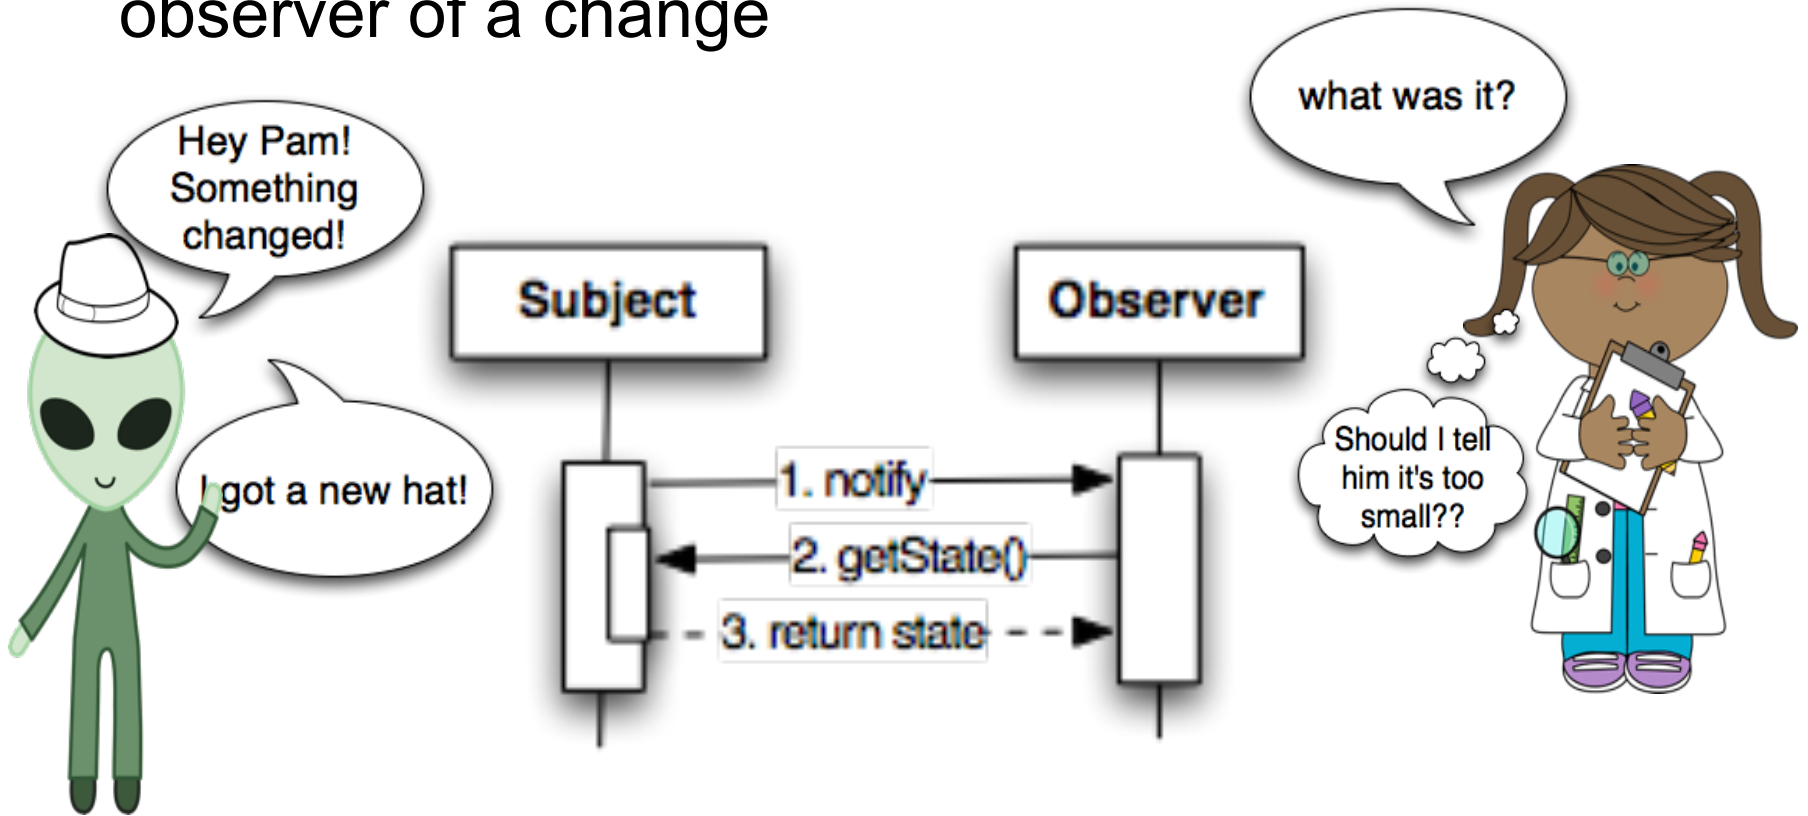 observer of a change
Hey Pam!
Something
changed!
what was it?
Subject
Observer
I got a new hat!
1. notify
2. getState()
3. return state
Should I tell
him it's too
small??